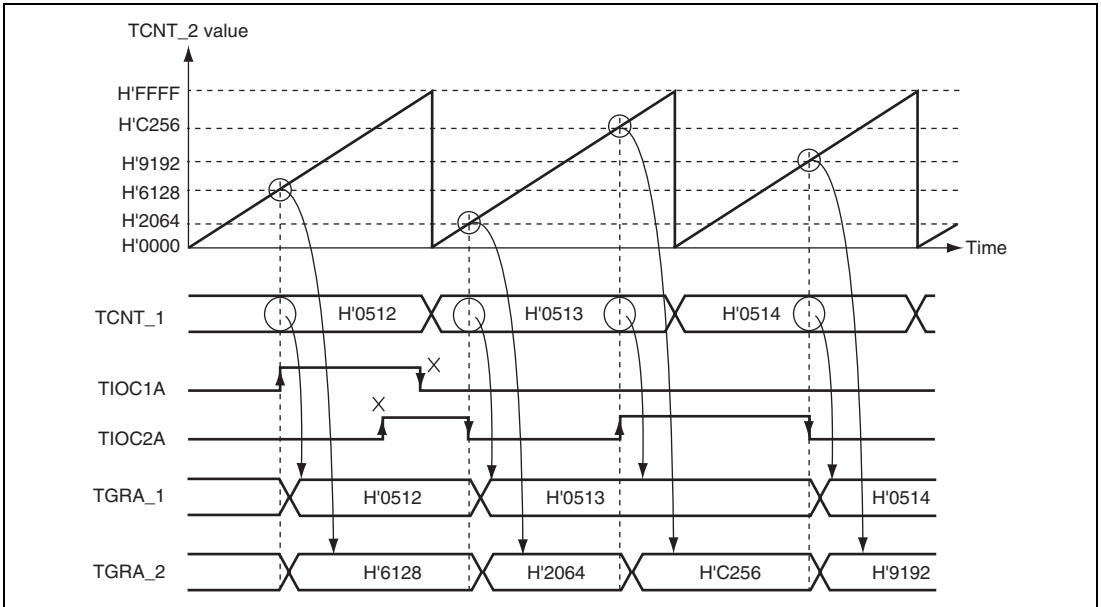 TCNT_2 value
H'FFFF
H'C256
H'9192
H'6128
H'2064
H'0000
Time
TCNT_1 H'0512 H'0513 H'0514
TIOC1A
TIOC2A
TGRA_1 H'0512 H'0513 H'0514
TGRA_2 H'6128 H'2064 H'C256 H'9192